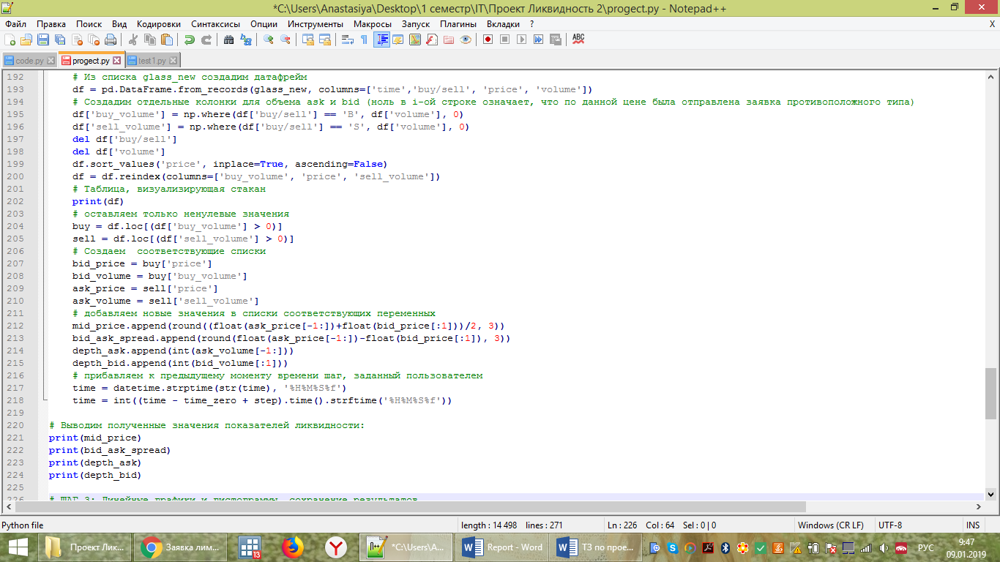 *C:\Users\Anastasiya\Desktop\1 семестр\IT\Проект Ликвидность 2\progect.py - Notepad++
Файл Правка Поиск Вид Кодировки Синтаксисы Опции Инструменты Макросы Запуск Плагины Вкладки ? X
code.py progect.py test1.py
192 # Из списка glass_new создадим датафрейм
193 df = pd.DataFrame.from_records(glass_new, columns=['time','buy/sell', 'price', 'volume'])
194 # Создадим отдельные колонки для объема ask и bid (ноль в i-ой строке означает, что по данной цене была отправлена заявка противоположного типа)
195 df['buy_volume'] = np.where(df['buy/sell'] == 'B', df['volume'], 0)
196 df['sell_volume'] = np.where(df['buy/sell'] == 'S', df['volume'], 0)
197 del df['buy/sell']
198 del df['volume']
199 df.sort_values('price', inplace=True, ascending=False)
200 df = df.reindex(columns=['buy_volume', 'price', 'sell_volume'])
201 # Таблица, визуализирующая стакан
202 print(df)
203 # оставляем только ненулевые значения
204 buy = df.loc[(df['buy_volume'] > 0)]
205 sell = df.loc[(df['sell_volume'] > 0)]
206 # Создаем  соответствующие списки
207 bid_price = buy['price']
208 bid_volume = buy['buy_volume']
209 ask_price = sell['price']
210 ask_volume = sell['sell_volume']
211 # добавляем новые значения в списки соответствующих переменных
212 mid_price.append(round((float(ask_price[-1:])+float(bid_price[:1]))/2, 3))
213 bid_ask_spread.append(round(float(ask_price[-1:])-float(bid_price[:1]), 3))
214 depth_ask.append(int(ask_volume[-1:]))
215 depth_bid.append(int(bid_volume[:1]))
216 # прибавляем к предыдущему моменту времени шаг, заданный пользователем
217 time = datetime.strptime(str(time), '%H%M%S%f')
218 time = int((time - time_zero + step).time().strftime('%H%M%S%f'))
219
220 # Выводим полученные значения показателей ликвидности:
221 print(mid_price)
222 print(bid_ask_spread)
223 print(depth_ask)
224 print(depth_bid)
225
226 # ШАГ 3: Линейные графики и гистограммы, сохранение результатов
Python file length : 14 498 lines : 271 Ln : 226 Col : 64 Sel : 0 | 0 Windows (CR LF) UTF-8 INS
Проект Лик... Заявка лим... 13 *C:\Users\A... Report - Word ТЗ по прое... РУС 9:47
09.01.2019